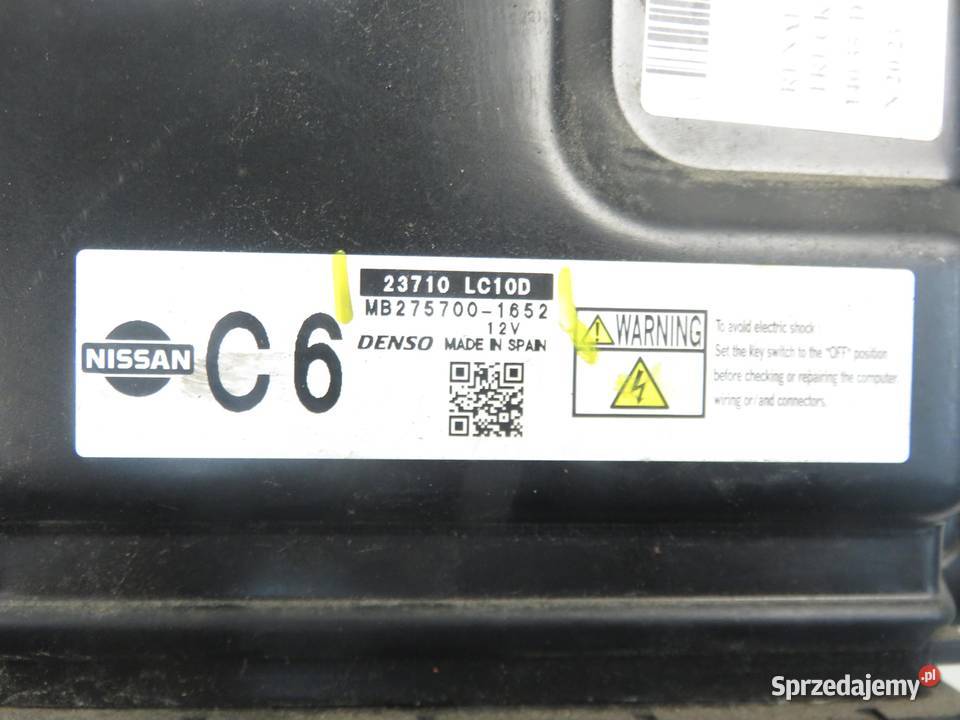 23710 LC10D
MB275700-1652
12V
DENSO MADE IN SPAIN
NISSAN
C6
WARNING
To avoid electric shock
Set the key switch to the "OFF" position
before checking or repairing the computer
wiring or/and connectors.
Sprzedajemy.pl